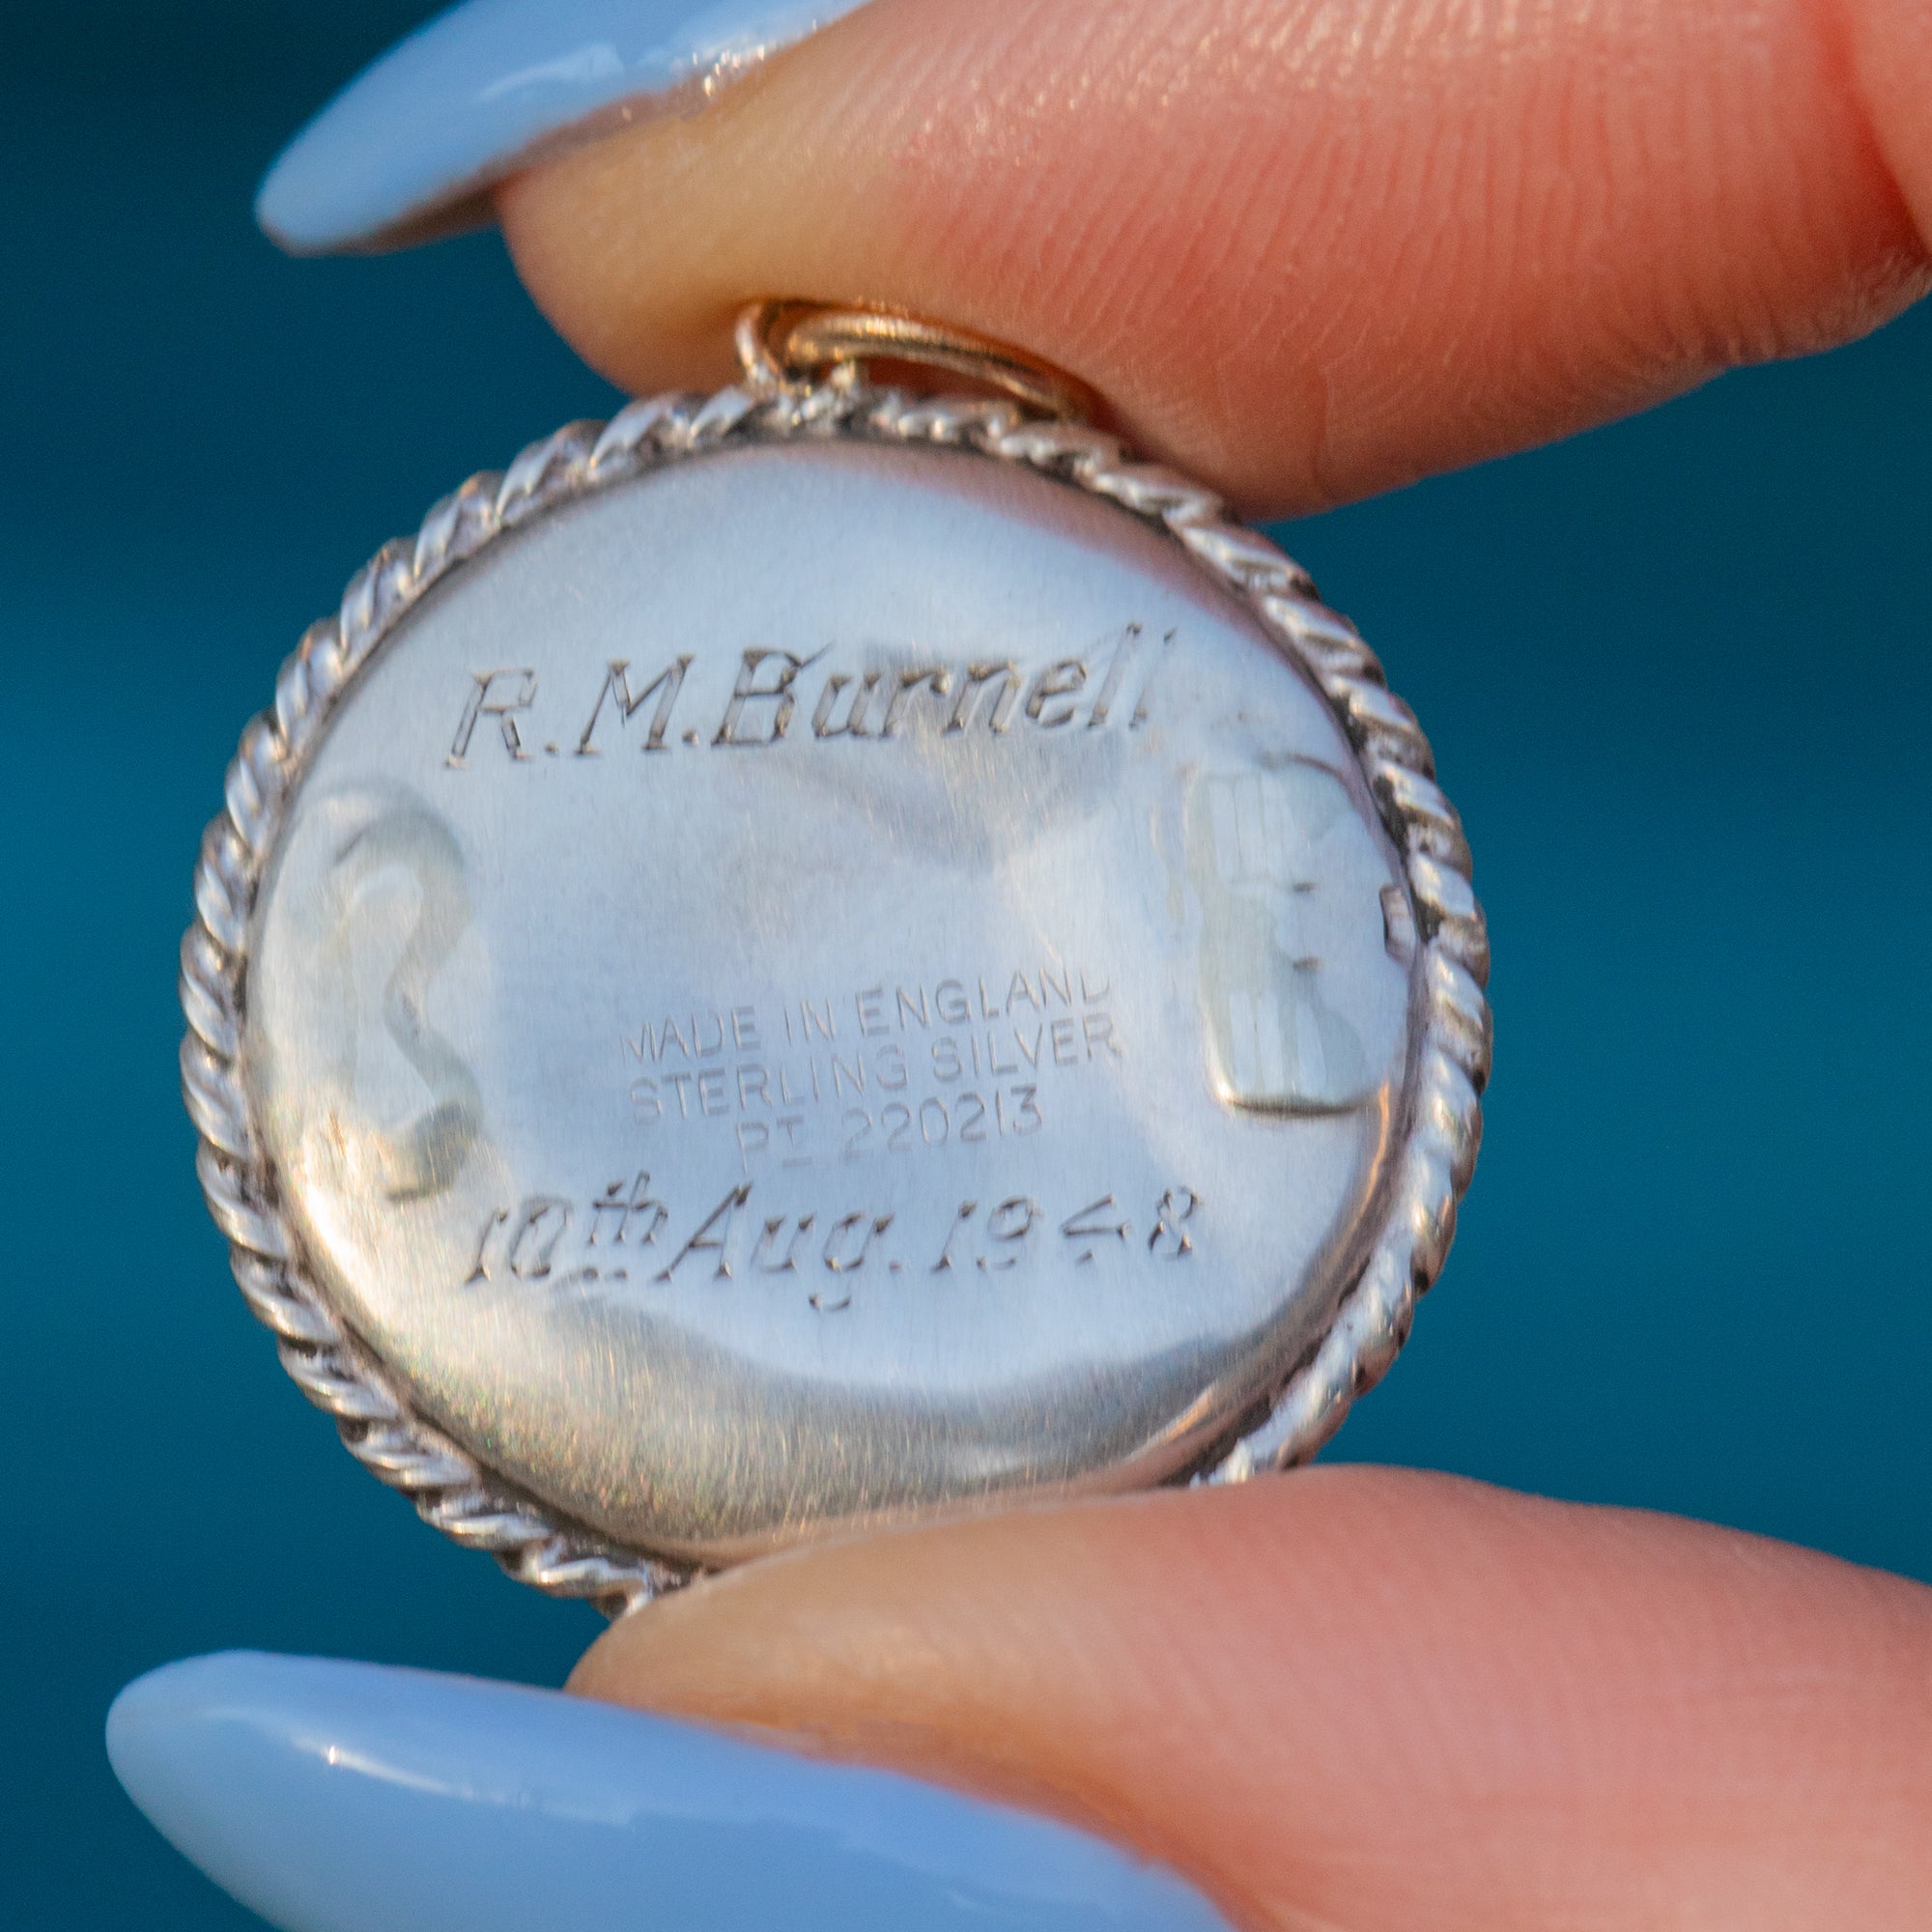 R.M.Burnell
MADE IN ENGLAND
STERLING SILVER
PT 220213
10th Aug. 1948